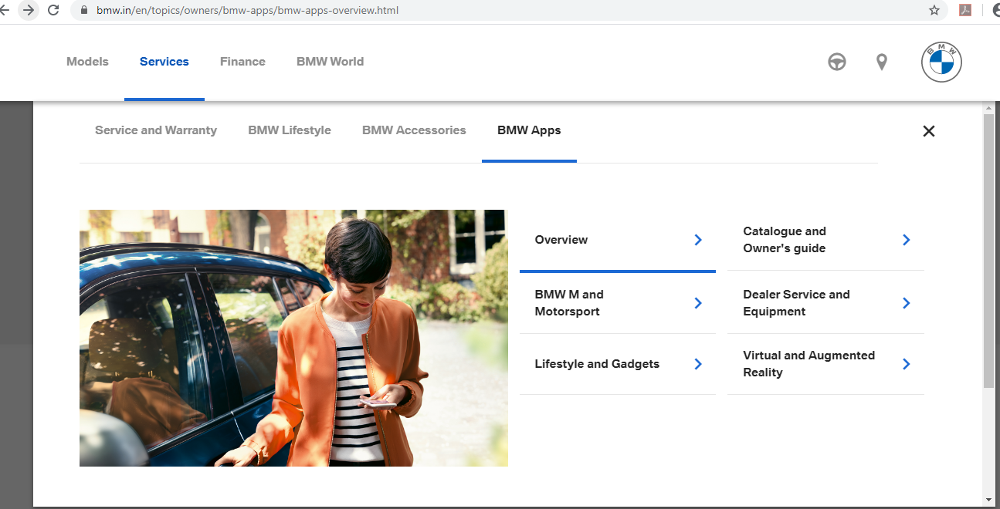 bmw.in/en/topics/owners/bmw-apps/bmw-apps-overview.html
Models
Services
Finance
BMW World
BMW
Service and Warranty
BMW Lifestyle
BMW Accessories
BMW Apps
Overview
Catalogue and
Owner's guide
BMW M and
Motorsport
Dealer Service and
Equipment
Lifestyle and Gadgets
Virtual and Augmented
Reality